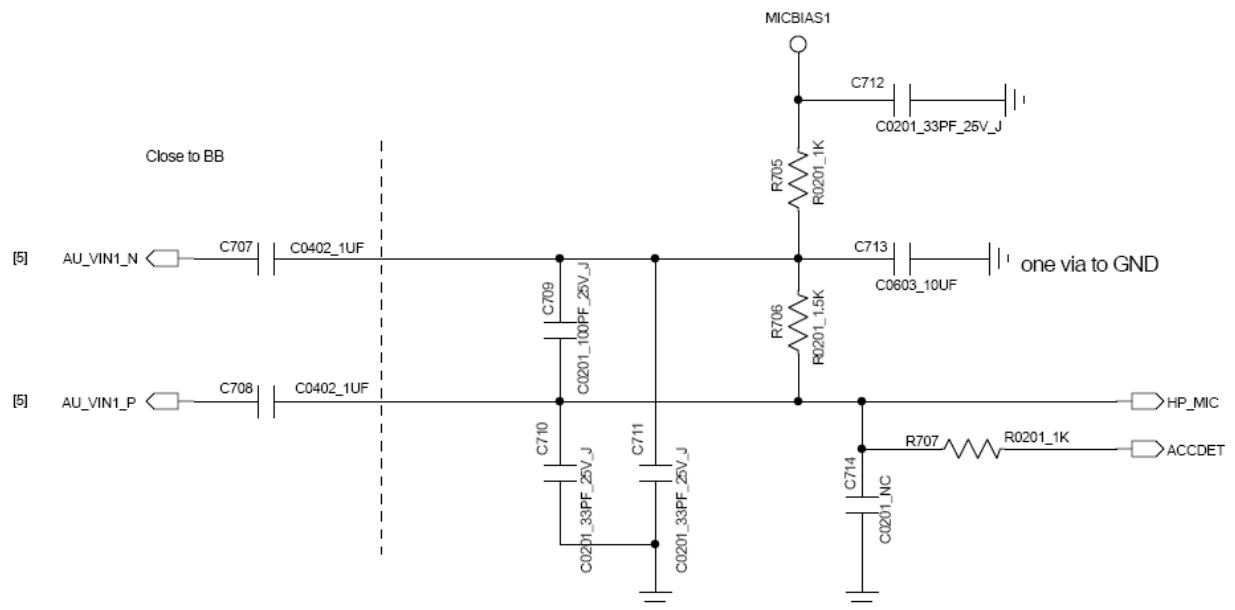 MICBIAS1
C712
C0201_33PF_25V_J
R705
R0201_1K
Close to BB
[5] AU_VIN1_N C707 C0402_1UF
C713
C0603_10UF
one via to GND
C709
C0201_100PF_25V_J
R706
R0201_1.5K
[5] AU_VIN1_P C708 C0402_1UF
HP_MIC
R707 R0201_1K ACCDET
C710
C0201_33PF_25V_J
C711
C0201_33PF_25V_J
C714
C0201_NC